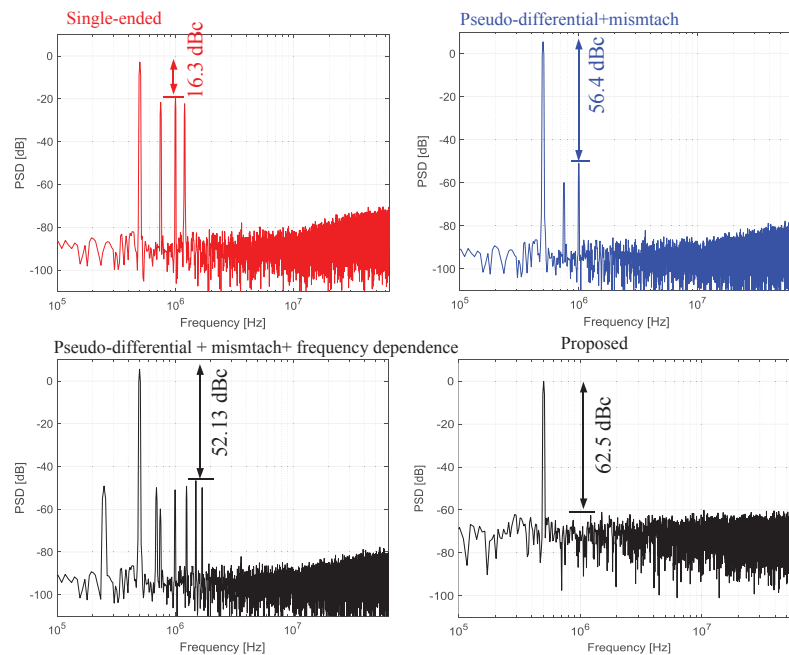 Single-ended
Pseudo-differential+mismtach
0
-20
-40
-60
-80
-100
PSD [dB]
16.3 dBc
10^5
10^6
10^7
Frequency [Hz]
0
-20
-40
-60
-80
-100
PSD [dB]
56.4 dBc
10^5
10^6
10^7
Frequency [Hz]
Pseudo-differential + mismtach+ frequency dependence
Proposed
0
-20
-40
-60
-80
-100
PSD [dB]
52.13 dBc
10^5
10^6
10^7
Frequency [Hz]
0
-20
-40
-60
-80
-100
PSD [dB]
62.5 dBc
10^5
10^6
10^7
Frequency [Hz]